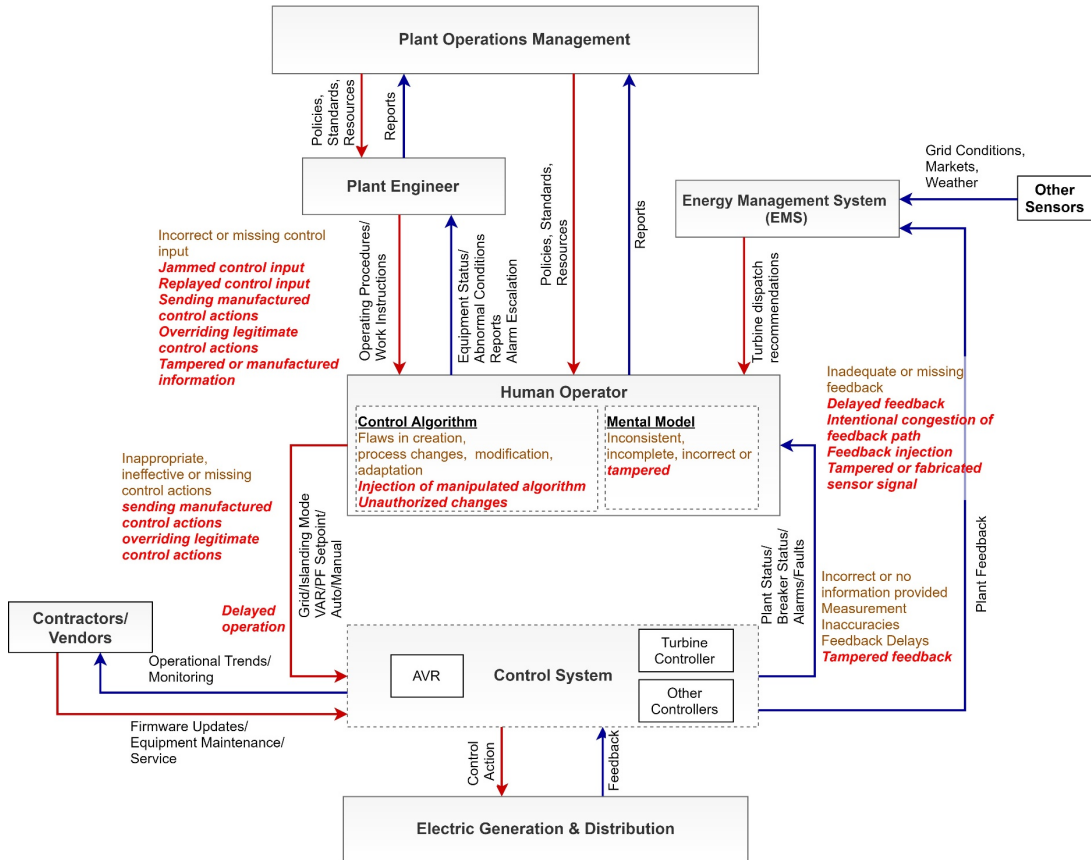 Plant Operations Management
Policies,
Standards,
Resources
Reports
Policies, Standards,
Resources
Reports
Grid Conditions,
Markets,
Weather
Other
Sensors
Plant Engineer
Energy Management System
(EMS)
Incorrect or missing control
input
Jammed control input
Replayed control input
Sending manufactured
control actions
Overriding legitimate
control actions
Tampered or manufactured
information
Operating Procedures/
Work Instructions
Equipment Status/
Abnormal Conditions
Reports
Alarm Escalation
Turbine dispatch
recommendations
Inadequate or missing
feedback
Delayed feedback
Intentional congestion of
feedback path
Feedback injection
Tampered or fabricated
sensor signal
Human Operator
Control Algorithm
Flaws in creation,
process changes, modification,
adaptation
Injection of manipulated algorithm
Unauthorized changes
Mental Model
Inconsistent,
incomplete, incorrect or
tampered
Inappropriate,
ineffective or missing
control actions
sending manufactured
control actions
overriding legitimate
control actions
Delayed
operation
Grid/Islanding Mode
VAR/PF Setpoint/
Auto/Manual
Plant Status/
Breaker Status/
Alarms/Faults
Incorrect or no
information provided
Measurement
Inaccuracies
Feedback Delays
Tampered feedback
Plant Feedback
Contractors/
Vendors
Operational Trends/
Monitoring
Firmware Updates/
Equipment Maintenance/
Service
AVR
Control System
Turbine
Controller
Other
Controllers
Control
Action
Feedback
Electric Generation & Distribution